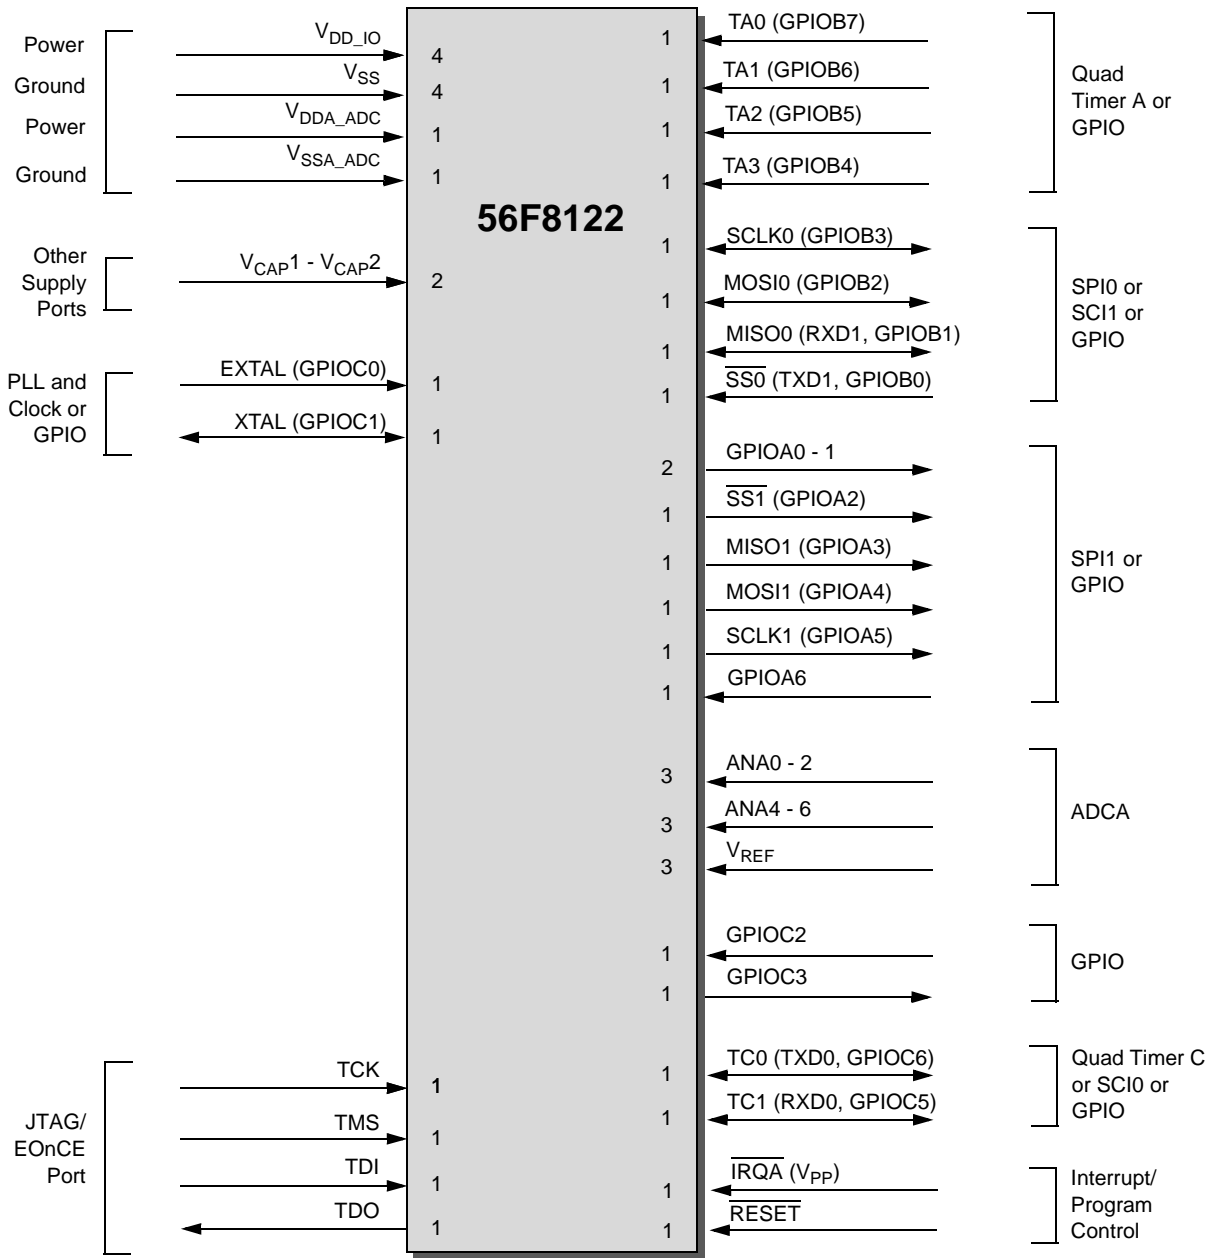 Power
V_DD_IO
4
Ground
V_SS
4
Power
V_DDA_ADC
1
Ground
V_SSA_ADC
1
Other
Supply
Ports
V_CAP1 - V_CAP2
2
PLL and
Clock or
GPIO
EXTAL (GPIOC0)
1
XTAL (GPIOC1)
1
JTAG/
EOnCE
Port
TCK
1
TMS
1
TDI
1
TDO
1
56F8122
1
TA0 (GPIOB7)
1
TA1 (GPIOB6)
1
TA2 (GPIOB5)
1
TA3 (GPIOB4)
Quad
Timer A or
GPIO
1
SCLK0 (GPIOB3)
1
MOSI0 (GPIOB2)
1
MISO0 (RXD1, GPIOB1)
1
S̅S̅0̅ (TXD1, GPIOB0)
SPI0 or
SCI1 or
GPIO
2
GPIOA0 - 1
1
S̅S̅1̅ (GPIOA2)
1
MISO1 (GPIOA3)
1
MOSI1 (GPIOA4)
1
SCLK1 (GPIOA5)
1
GPIOA6
SPI1 or
GPIO
3
ANA0 - 2
3
ANA4 - 6
3
V_REF
ADCA
1
GPIOC2
1
GPIOC3
GPIO
1
TC0 (TXD0, GPIOC6)
1
TC1 (RXD0, GPIOC5)
Quad Timer C
or SCI0 or
GPIO
1
I̅R̅Q̅A̅ (V_PP)
1
R̅E̅S̅E̅T̅
Interrupt/
Program
Control